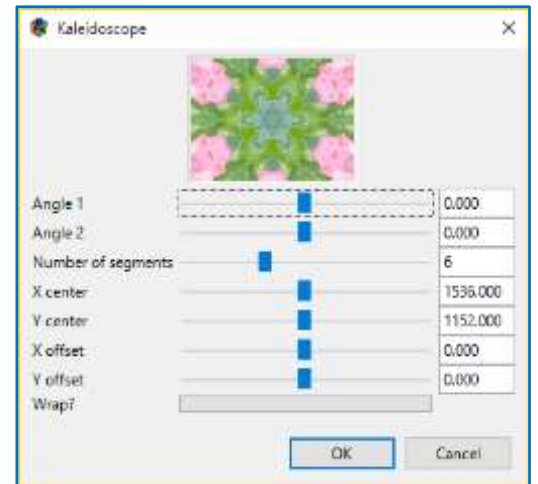 Kaleidoscope
Angle 1 0.000
Angle 2 0.000
Number of segments 6
X center 1536.000
Y center 1152.000
X offset 0.000
Y offset 0.000
Wrap?
OK Cancel